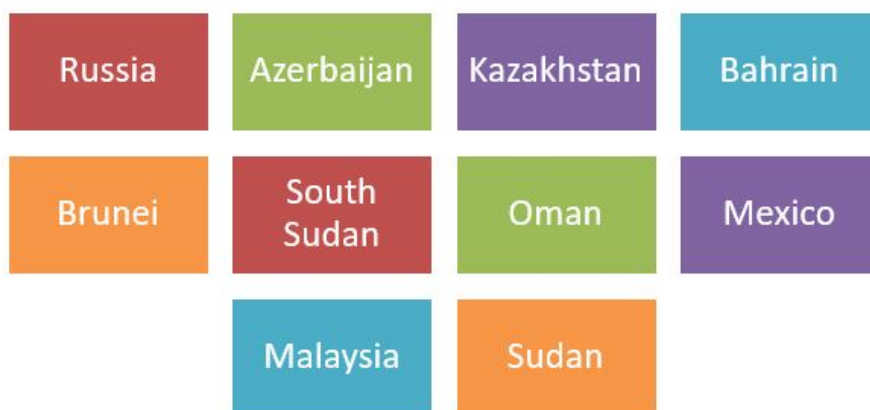 Russia
Azerbaijan
Kazakhstan
Bahrain
Brunei
South
Sudan
Oman
Mexico
Malaysia
Sudan